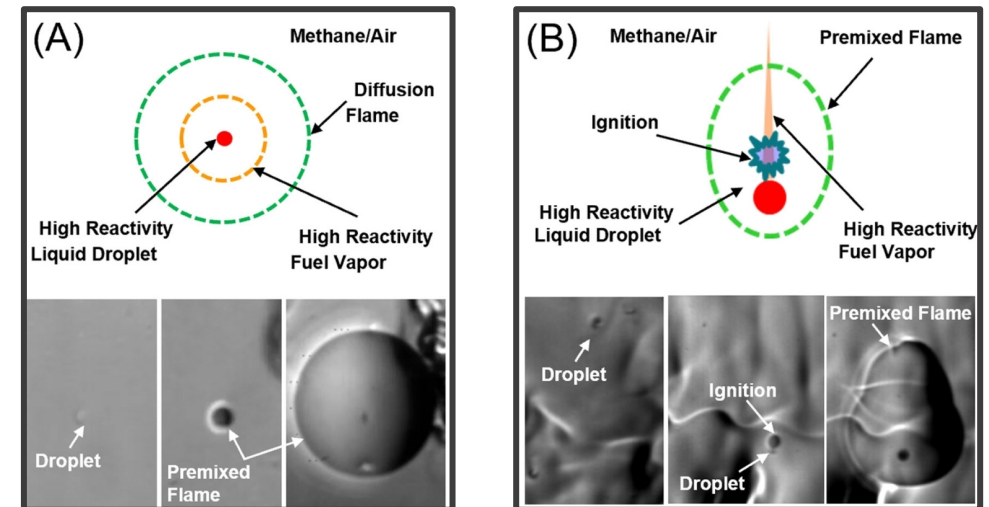 (A)
Methane/Air
Diffusion
Flame
High Reactivity
Liquid Droplet
High Reactivity
Fuel Vapor
Droplet
Premixed
Flame
(B)
Methane/Air
Premixed Flame
Ignition
High Reactivity
Liquid Droplet
High Reactivity
Fuel Vapor
Droplet
Ignition
Droplet
Premixed Flame